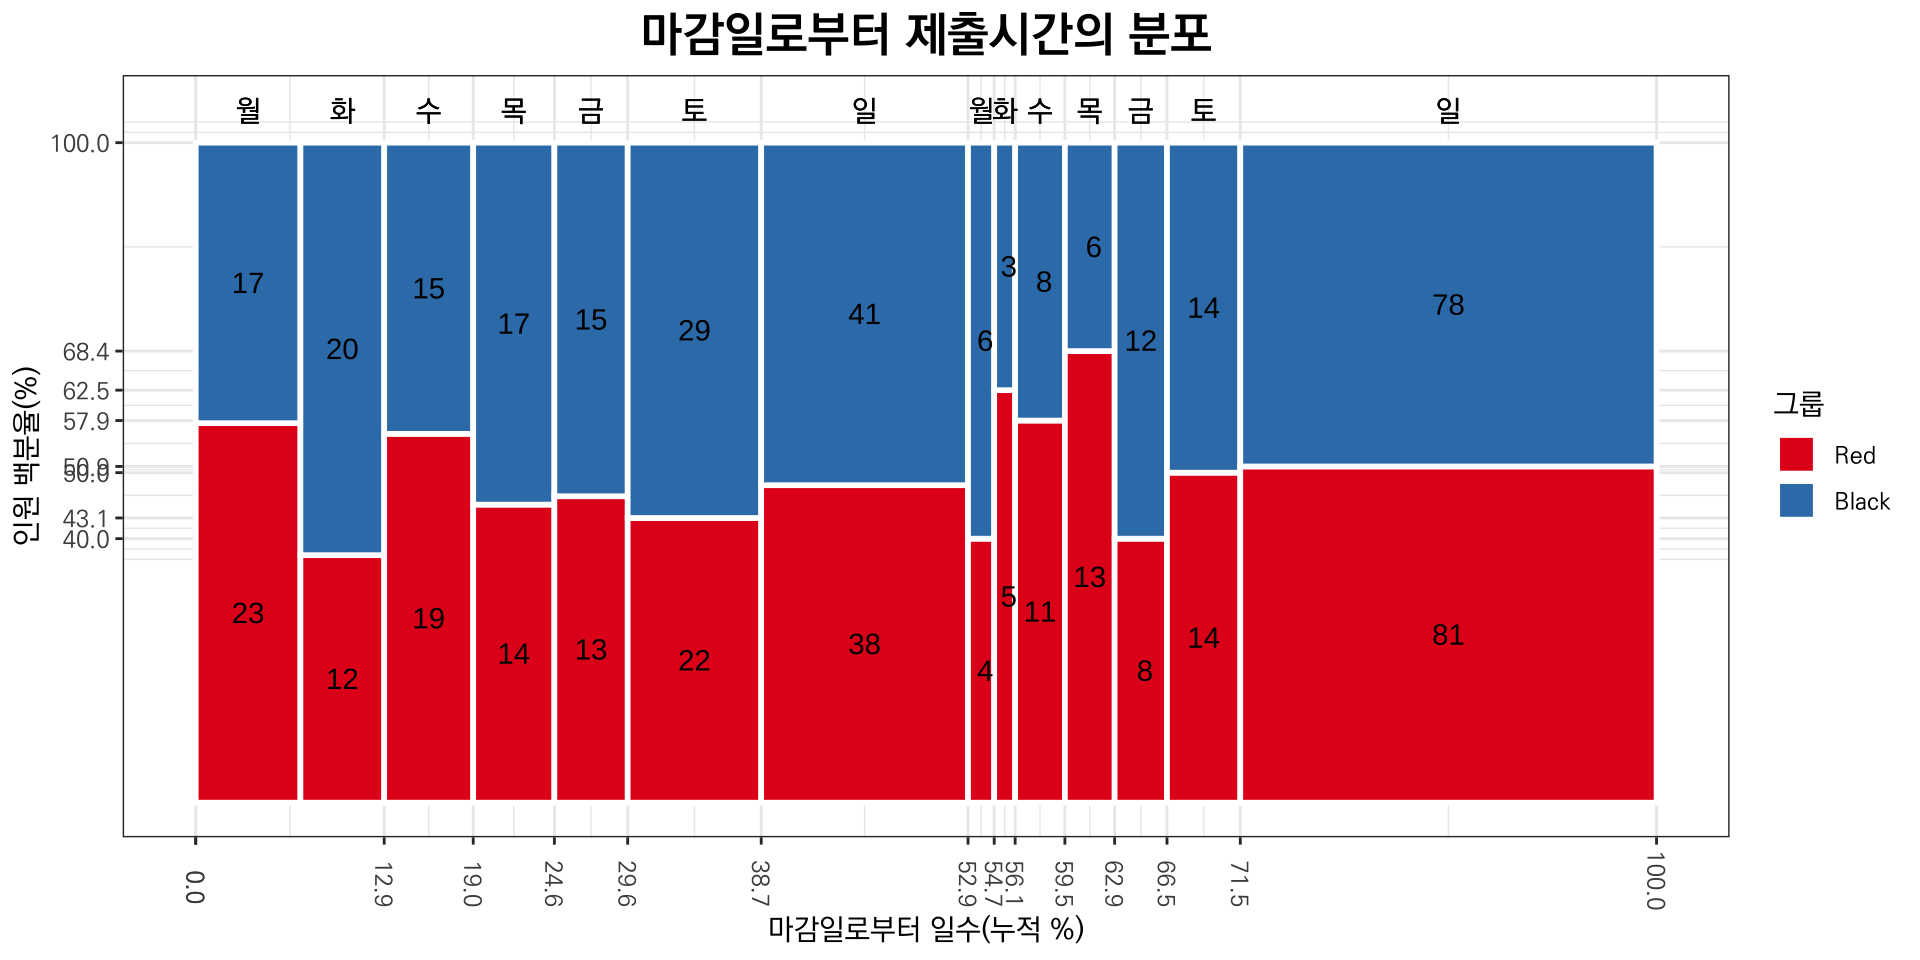 마감일로부터 제출시간의 분포
월 화 수 목 금 토 일 월 화 수 목 금 토 일
100.0
68.4
62.5
57.9
50.9
50.0
43.1
40.0
인원 백분율(%)
17 20 15 17 15 29 41 6 3 8 6 12 14 78
23 12 19 14 13 22 38 4 5 11 13 8 14 81
0.0 12.9 19.0 24.6 29.6 38.7 52.9 54.7 56.1 59.5 62.9 66.5 71.5 100.0
마감일로부터 일수(누적 %)
그룹
Red
Black